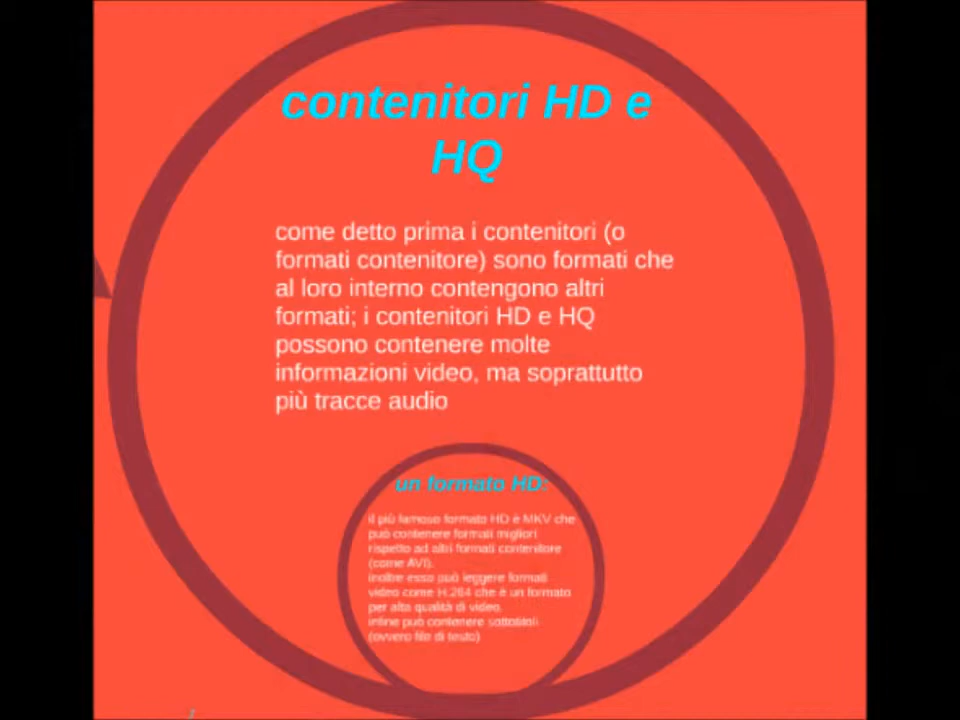 contenitori HD e
HQ
come detto prima i contenitori (o
formati contenitore) sono formati che
al loro interno contengono altri
formati; i contenitori HD e HQ
possono contenere molte
informazioni video, ma soprattutto
più tracce audio
un formato HD:
il più famoso formato HD è MKV che
può contenere formati migliori
rispetto ad altri formati contenitore
(come AVI).
inoltre esso può leggere formati
video come H.264 che è un formato
per alta qualità di video.
infine può contenere sottotitoli
(ovvero file di testo)